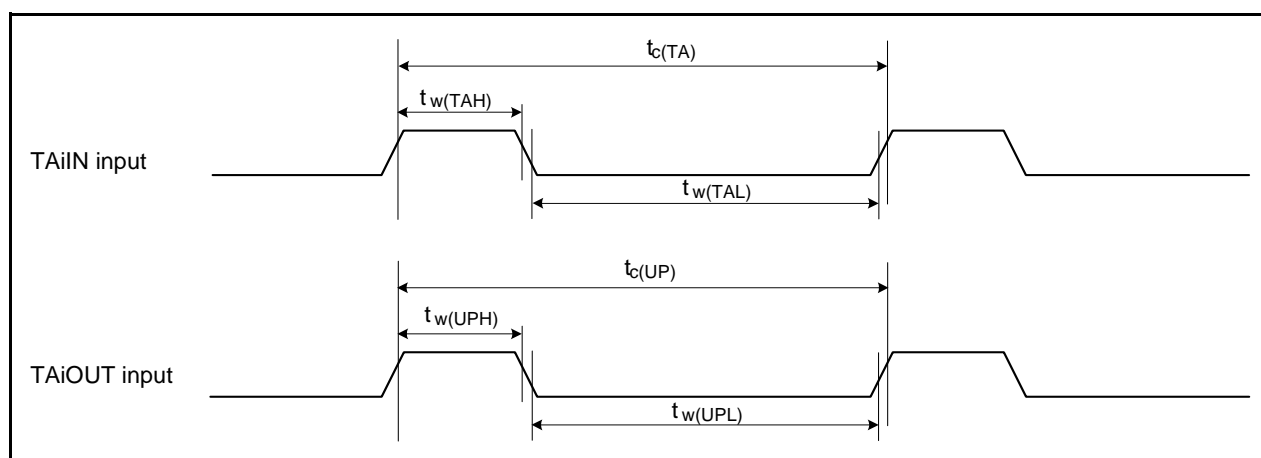 tc(TA)
tw(TAH)
TAiIN input
tw(TAL)
tc(UP)
tw(UPH)
TAiOUT input
tw(UPL)